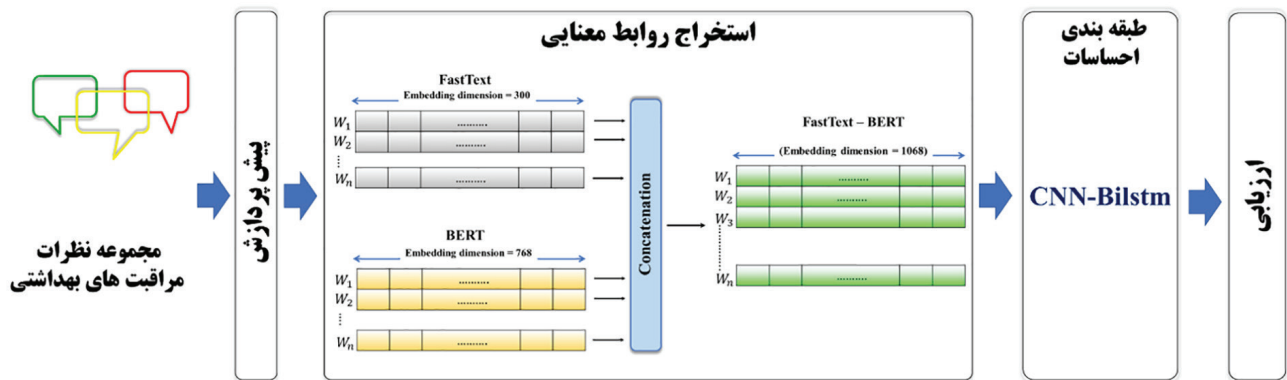 مجموعه نظرات
مراقبت های بهداشتی
پیش پردازش
استخراج روابط معنایی
FastText
Embedding dimension = 300
W1 ..........
W2 ..........
⋮
Wn ..........
BERT
Embedding dimension = 768
W1 ..........
W2 ..........
⋮
Wn ..........
Concatenation
FastText – BERT
(Embedding dimension = 1068)
W1 ..........
W2 ..........
W3 ..........
⋮
Wn ..........
طبقه بندی
احساسات
CNN-Bilstm
ارزیابی